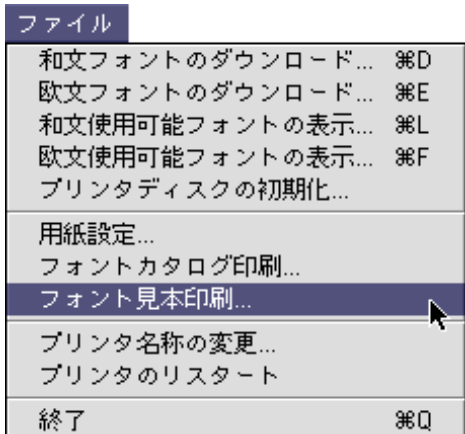 ファイル
和文フォントのダウンロード... ⌘D
欧文フォントのダウンロード... ⌘E
和文使用可能フォントの表示... ⌘L
欧文使用可能フォントの表示... ⌘F
プリンタディスクの初期化...
用紙設定...
フォントカタログ印刷...
フォント見本印刷...
プリンタ名称の変更...
プリンタのリスタート
終了 ⌘Q